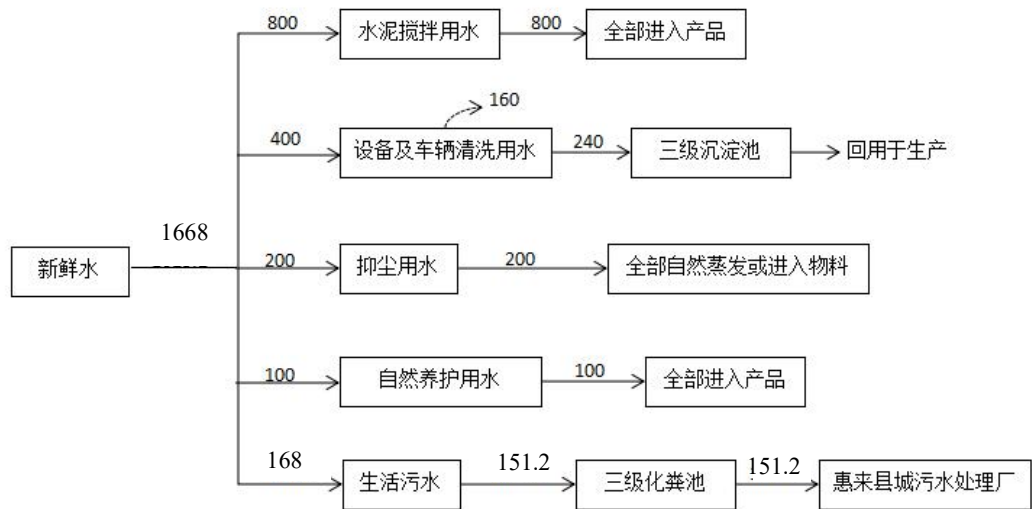 800
水泥搅拌用水
800
全部进入产品
160
400
设备及车辆清洗用水
240
三级沉淀池
回用于生产
新鲜水
1668
200
抑尘用水
200
全部自然蒸发或进入物料
100
自然养护用水
100
全部进入产品
168
生活污水
151.2
三级化粪池
151.2
惠来县城污水处理厂